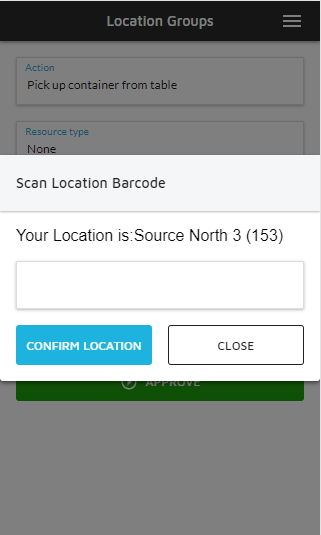 Location Groups
Action
Pick up container from table
Resource type
None
Scan Location Barcode
Your Location is:Source North 3 (153)
CONFIRM LOCATION
CLOSE
APPROVE